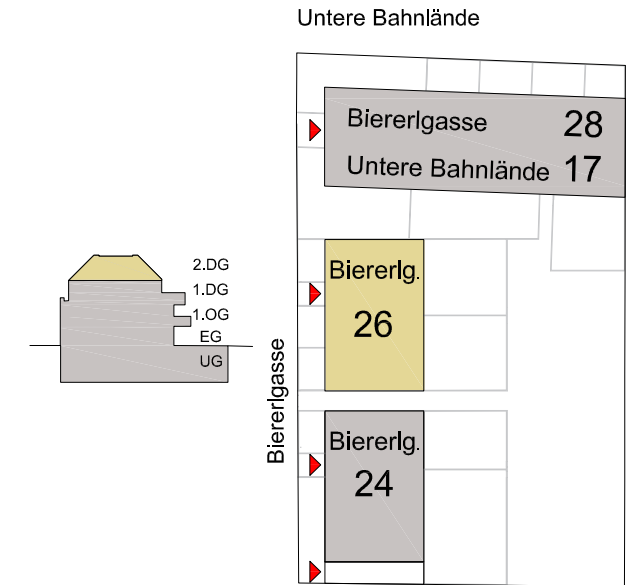 Untere Bahnlände
Biererlgasse 28
Untere Bahnlände 17
Biererlg.
26
2.DG
1.DG
1.OG
EG
UG
Biererlgasse
Biererlg.
24